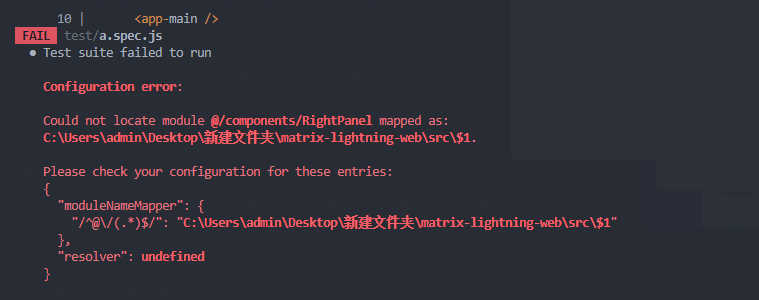 10 |       <app-main />
FAIL test/a.spec.js
● Test suite failed to run
Configuration error:
Could not locate module @/components/RightPanel mapped as:
C:\Users\admin\Desktop\新建文件夹\matrix-lightning-web\src\$1.
Please check your configuration for these entries:
{
"moduleNameMapper": {
"/^@\/(.*)$/": "C:\Users\admin\Desktop\新建文件夹\matrix-lightning-web\src\$1"
},
"resolver": undefined
}